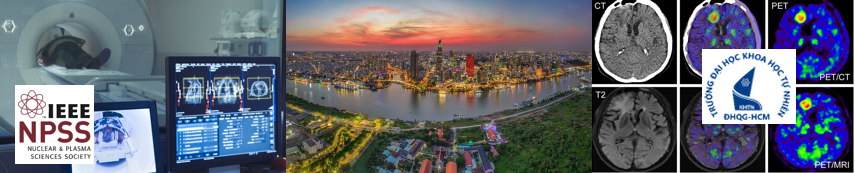 IEEE
NPSS
NUCLEAR & PLASMA
SCIENCES SOCIETY
CT
PET
PET/CT
T2
PET/MRI
TRƯỜNG ĐẠI HỌC KHOA HỌC TỰ NHIÊN
KHTN
ĐHQG-HCM